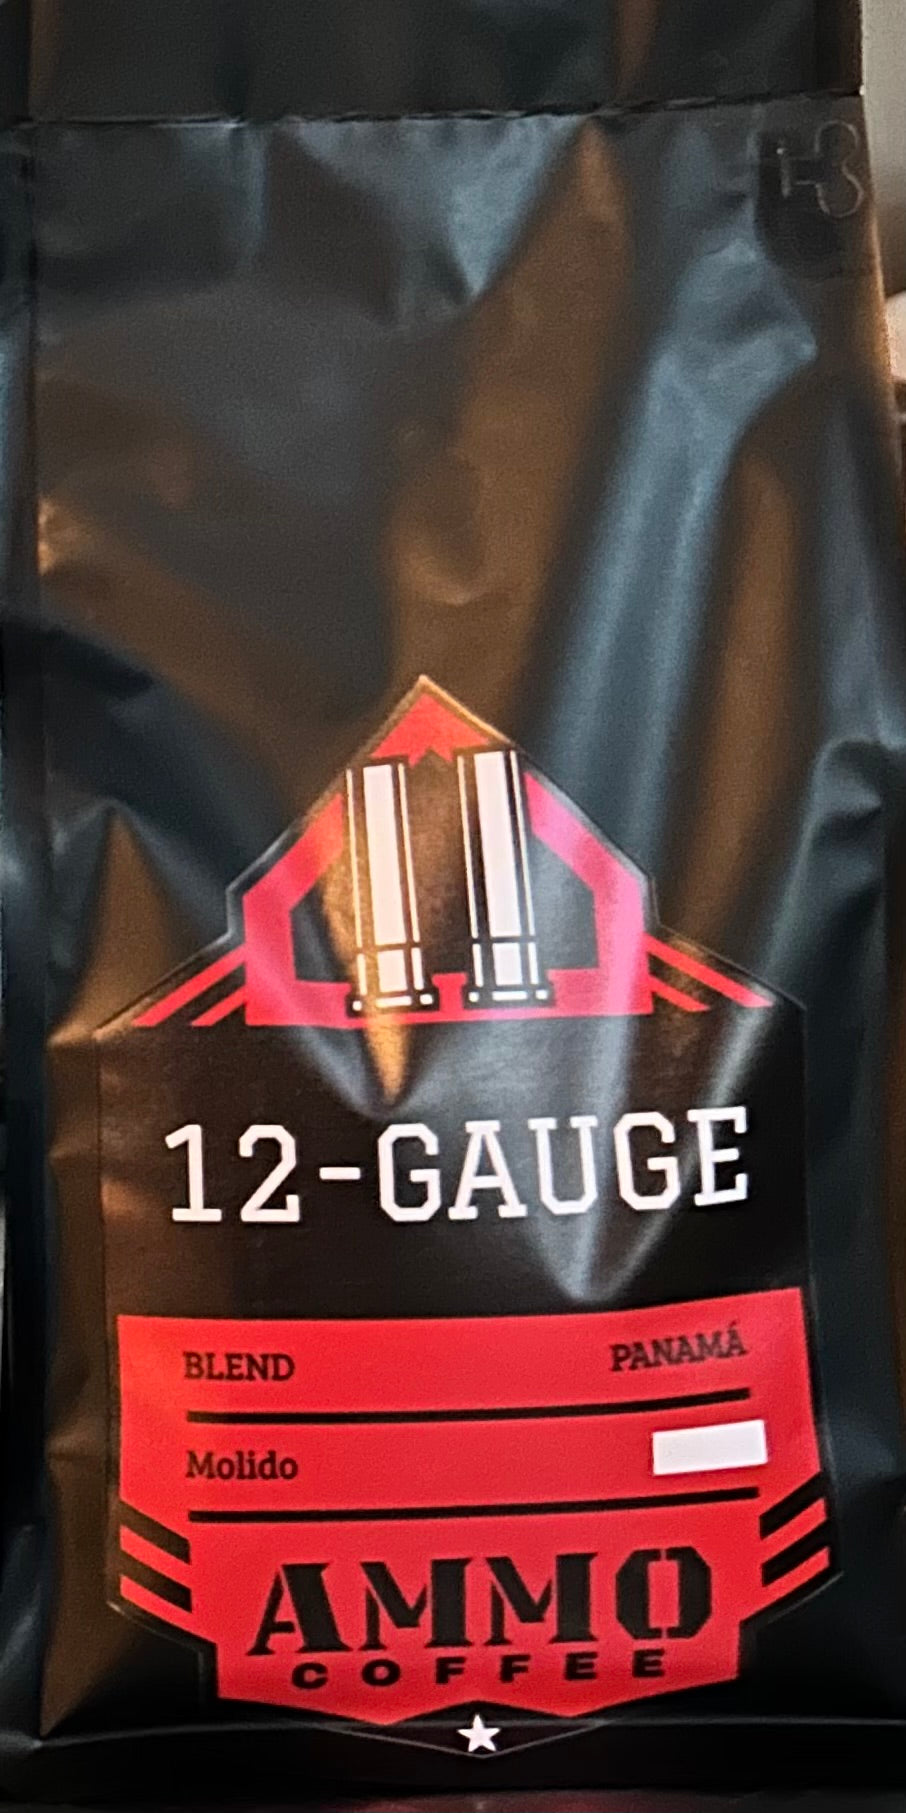 12-GAUGE
BLEND PANAMÁ
Molido
AMMO
COFFEE